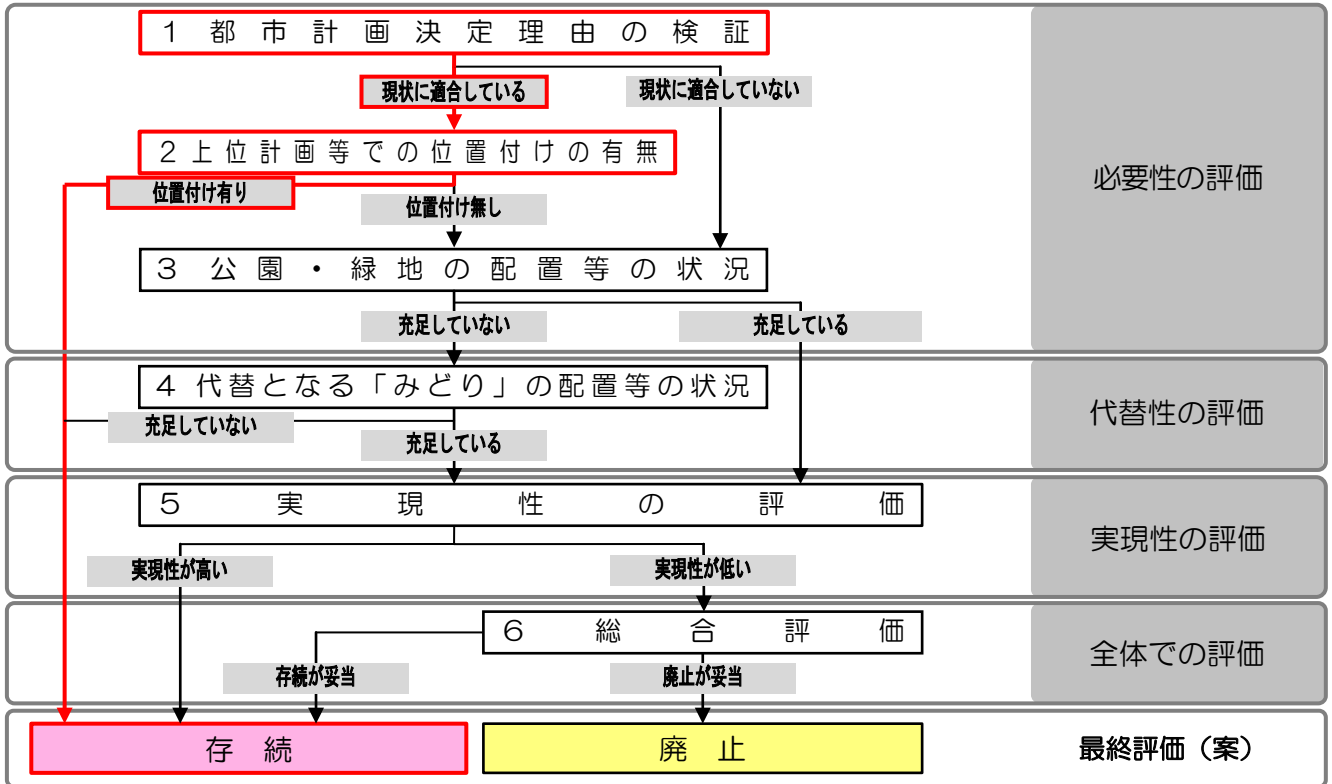 1 都市計画決定理由の検証
現状に適合している
現状に適合していない
2 上位計画等での位置付けの有無
位置付け有り
位置付け無し
3 公園・緑地の配置等の状況
充足していない
充足している
必要性の評価
4 代替となる「みどり」の配置等の状況
充足していない
充足している
代替性の評価
5 実現性の評価
実現性が高い
実現性が低い
実現性の評価
6 総合評価
存続が妥当
廃止が妥当
全体での評価
存続
廃止
最終評価（案）